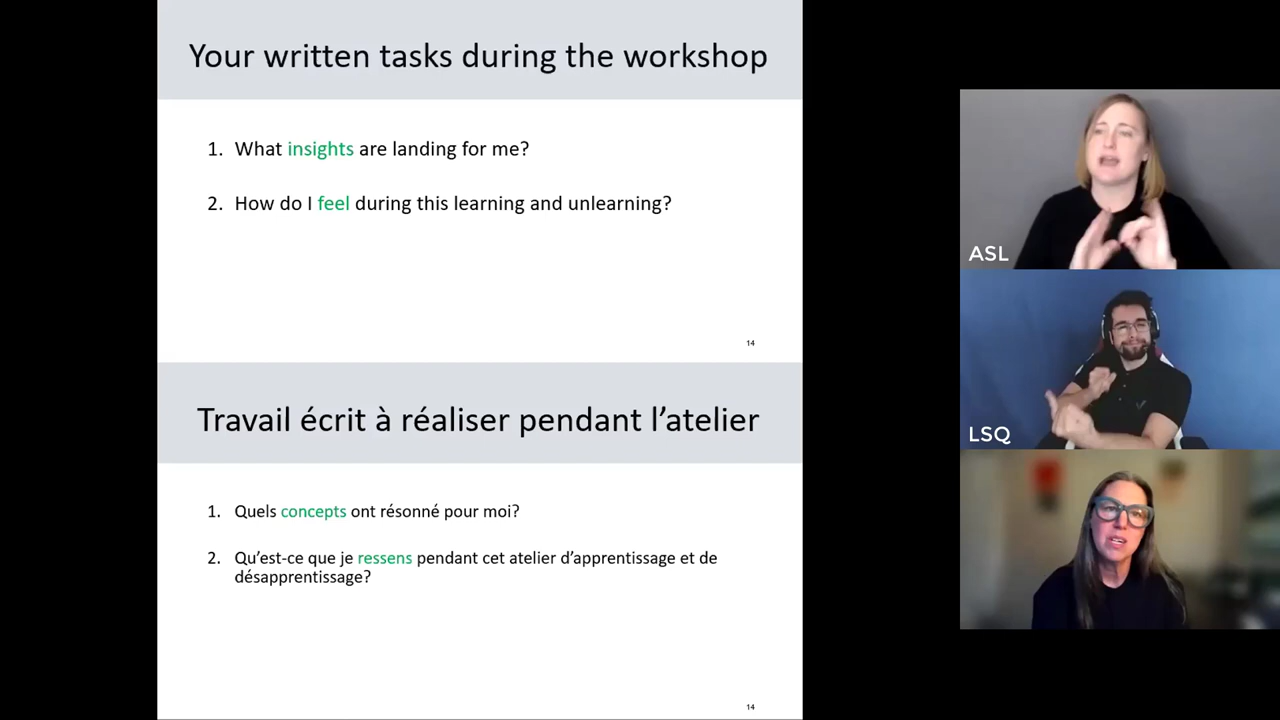 Your written tasks during the workshop
1. What insights are landing for me?
2. How do I feel during this learning and unlearning?
14
Travail écrit à réaliser pendant l’atelier
1. Quels concepts ont résonné pour moi?
2. Qu’est-ce que je ressens pendant cet atelier d’apprentissage et de
désapprentissage?
14
ASL
LSQ